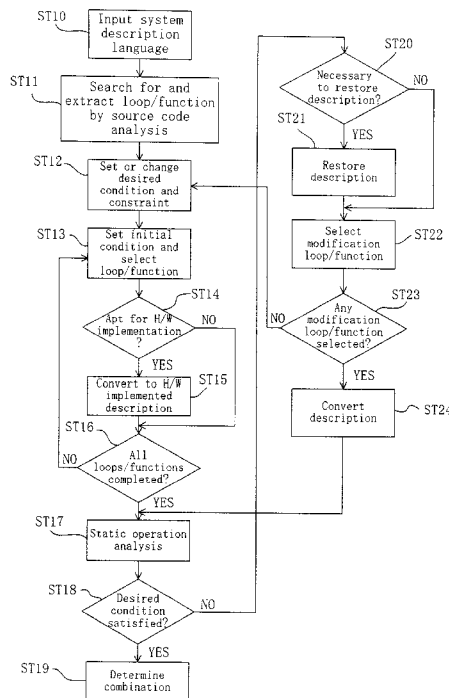 ST10
Input system
description
language
ST11
Search for and
extract loop/function
by source code
analysis
ST12
Set or change
desired
condition and
constraint
ST13
Set initial
condition and
select
loop/function
ST14
Apt for H/W
implementation
?
NO
YES
ST15
Convert to H/W
implemented
description
ST16
All
loops/functions
completed?
NO
YES
ST17
Static operation
analysis
ST18
Desired
condition
satisfied?
NO
YES
ST19
Determine
combination
ST20
Necessary
to restore
description?
NO
YES
ST21
Restore
description
Select
modification
loop/function
ST22
ST23
Any
modification
loop/function
selected?
NO
YES
Convert
description
ST24